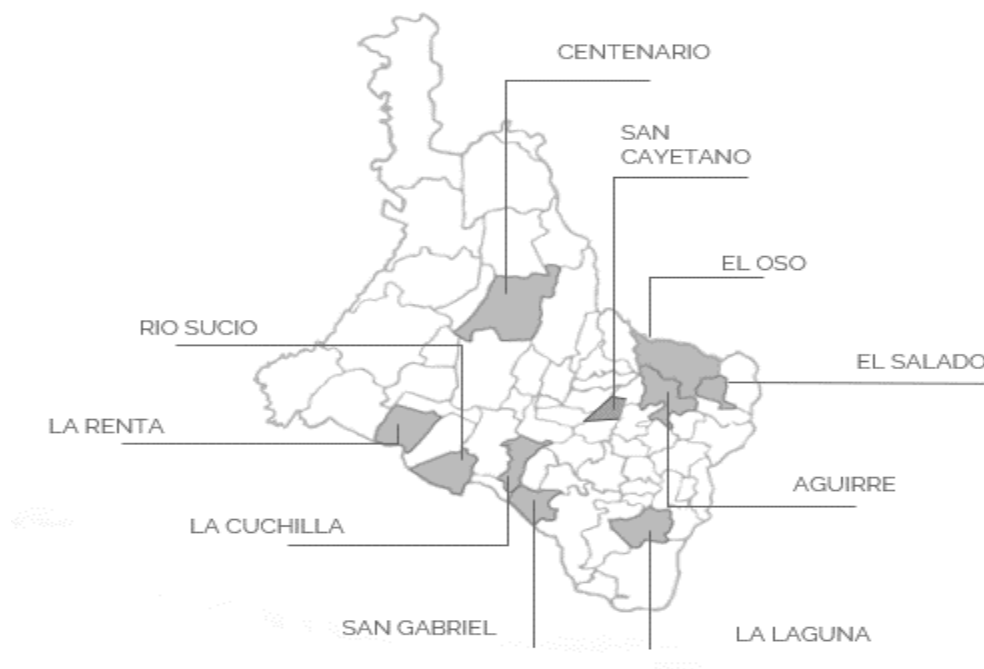 CENTENARIO
SAN
CAYETANO
EL OSO
RIO SUCIO
EL SALADO
LA RENTA
AGUIRRE
LA CUCHILLA
SAN GABRIEL
LA LAGUNA